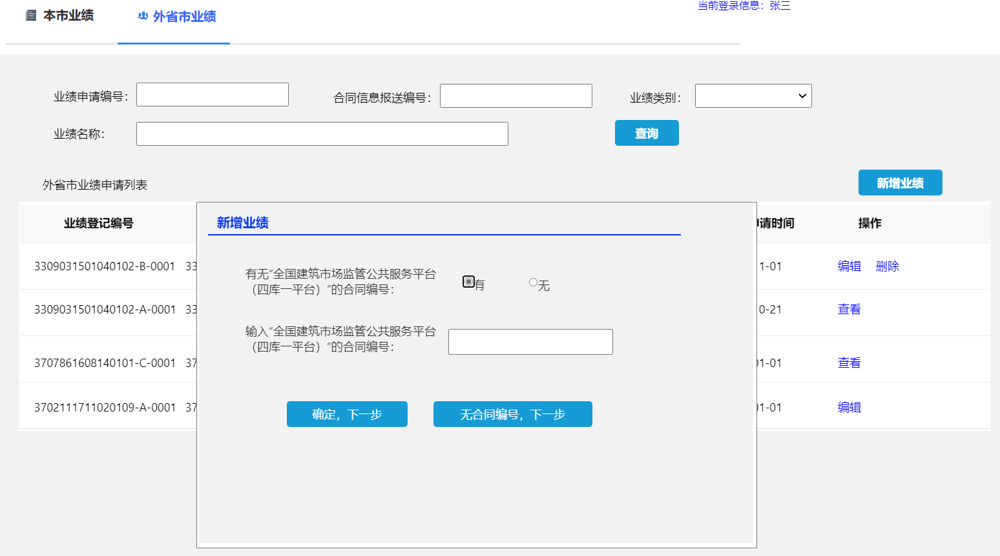 本市业绩
外省市业绩
当前登录信息：张三
业绩申请编号：
合同信息报送编号：
业绩类别：
业绩名称：
查询
外省市业绩申请列表
新增业绩
业绩登记编号
请时间
操作
3309031501040102-B-0001 33
1-01
编辑 删除
3309031501040102-A-0001 33
0-21
查看
3707861608140101-C-0001 37
01-01
查看
3702111711020109-A-0001 37
01-01
编辑
新增业绩
有无“全国建筑市场监管公共服务平台
（四库一平台）”的合同编号：
有
无
输入“全国建筑市场监管公共服务平台
（四库一平台）”的合同编号：
确定，下一步
无合同编号，下一步